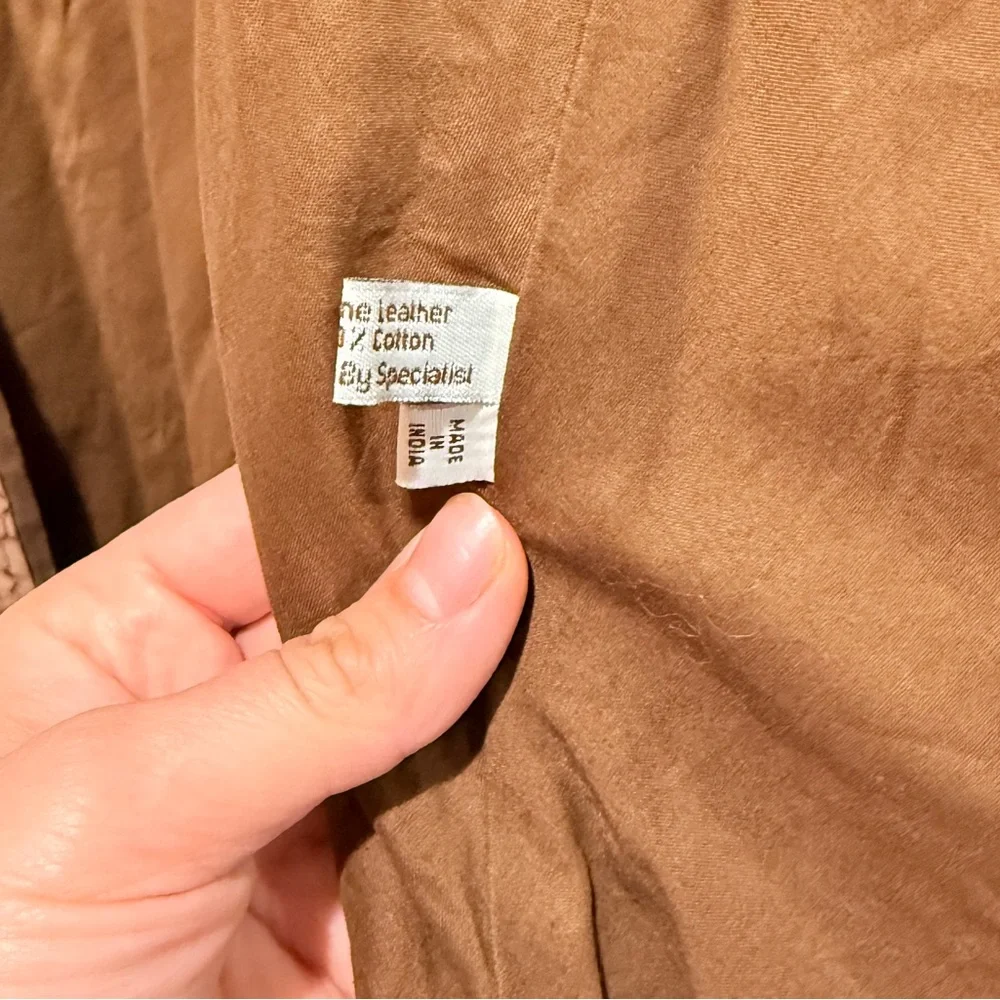 ne Leather
% Cotton
By Specialist
MADE
IN
INDIA